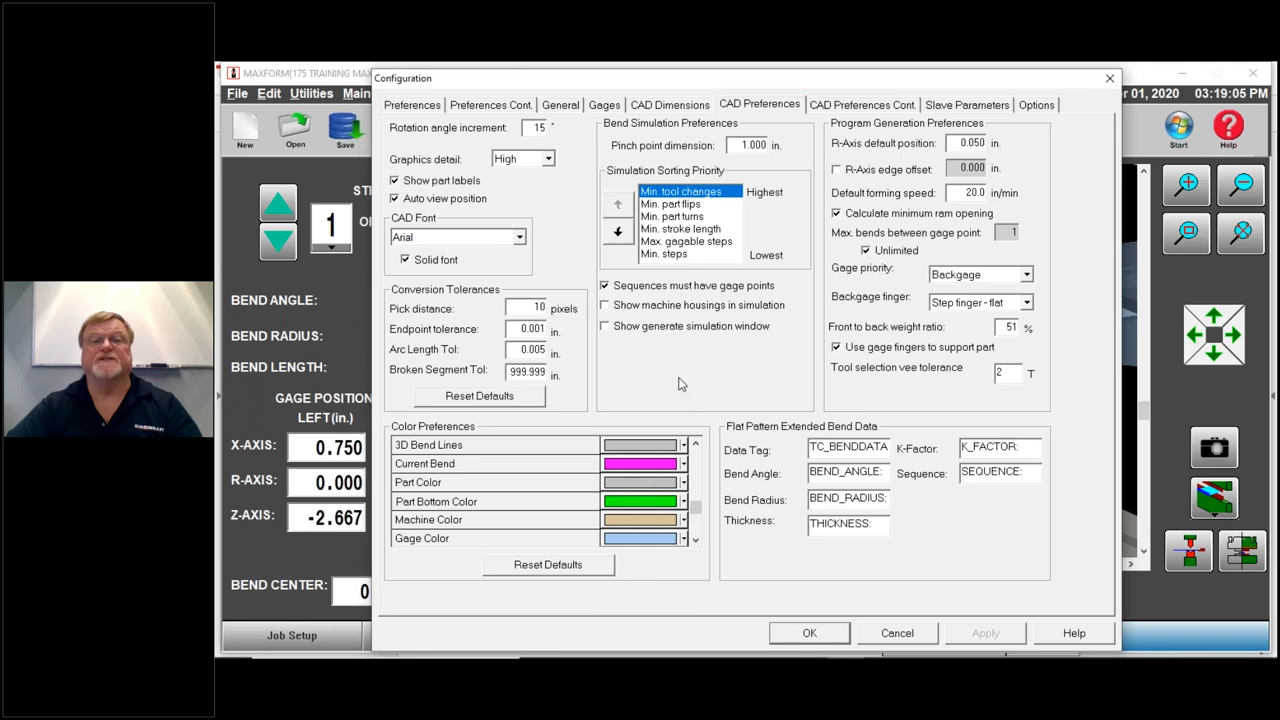 MAXFORM[175 TRAINING MAX
File Edit Utilities Main
New Open Save
1
BEND ANGLE:
BEND RADIUS:
BEND LENGTH:
GAGE POSITION
LEFT(in.)
X-AXIS: 0.750
R-AXIS: 0.000
Z-AXIS: -2.667
BEND CENTER: 0
Job Setup
CINCINNATI
Configuration
Preferences Preferences Cont. General Gages CAD Dimensions CAD Preferences CAD Preferences Cont. Slave Parameters Options
Rotation angle increment: 15 °
Graphics detail: High
Show part labels
Auto view position
CAD Font
Arial
Solid font
Conversion Tolerances
Pick distance: 10 pixels
Endpoint tolerance: 0.001 in.
Arc Length Tol: 0.005 in.
Broken Segment Tol: 999.999 in.
Reset Defaults
Bend Simulation Preferences
Pinch point dimension: 1.000 in.
Simulation Sorting Priority
Min. tool changes Highest
Min. part flips
Min. part turns
Min. stroke length
Max. gagable steps
Min. steps Lowest
Sequences must have gage points
Show machine housings in simulation
Show generate simulation window
Program Generation Preferences
R-Axis default position: 0.050 in.
R-Axis edge offset: 0.000 in.
Default forming speed: 20.0 in/min
Calculate minimum ram opening
Max. bends between gage point: 1
Unlimited
Gage priority: Backgage
Backgage finger: Step finger - flat
Front to back weight ratio: 51 %
Use gage fingers to support part
Tool selection vee tolerance 2 T
Color Preferences
3D Bend Lines
Current Bend
Part Color
Part Bottom Color
Machine Color
Gage Color
Reset Defaults
Flat Pattern Extended Bend Data
Data Tag: TC_BENDDATA K-Factor: K_FACTOR:
Bend Angle: BEND_ANGLE: Sequence: SEQUENCE:
Bend Radius: BEND_RADIUS:
Thickness: THICKNESS:
OK Cancel Apply Help
r 01, 2020 03:19:05 PM
Start Help